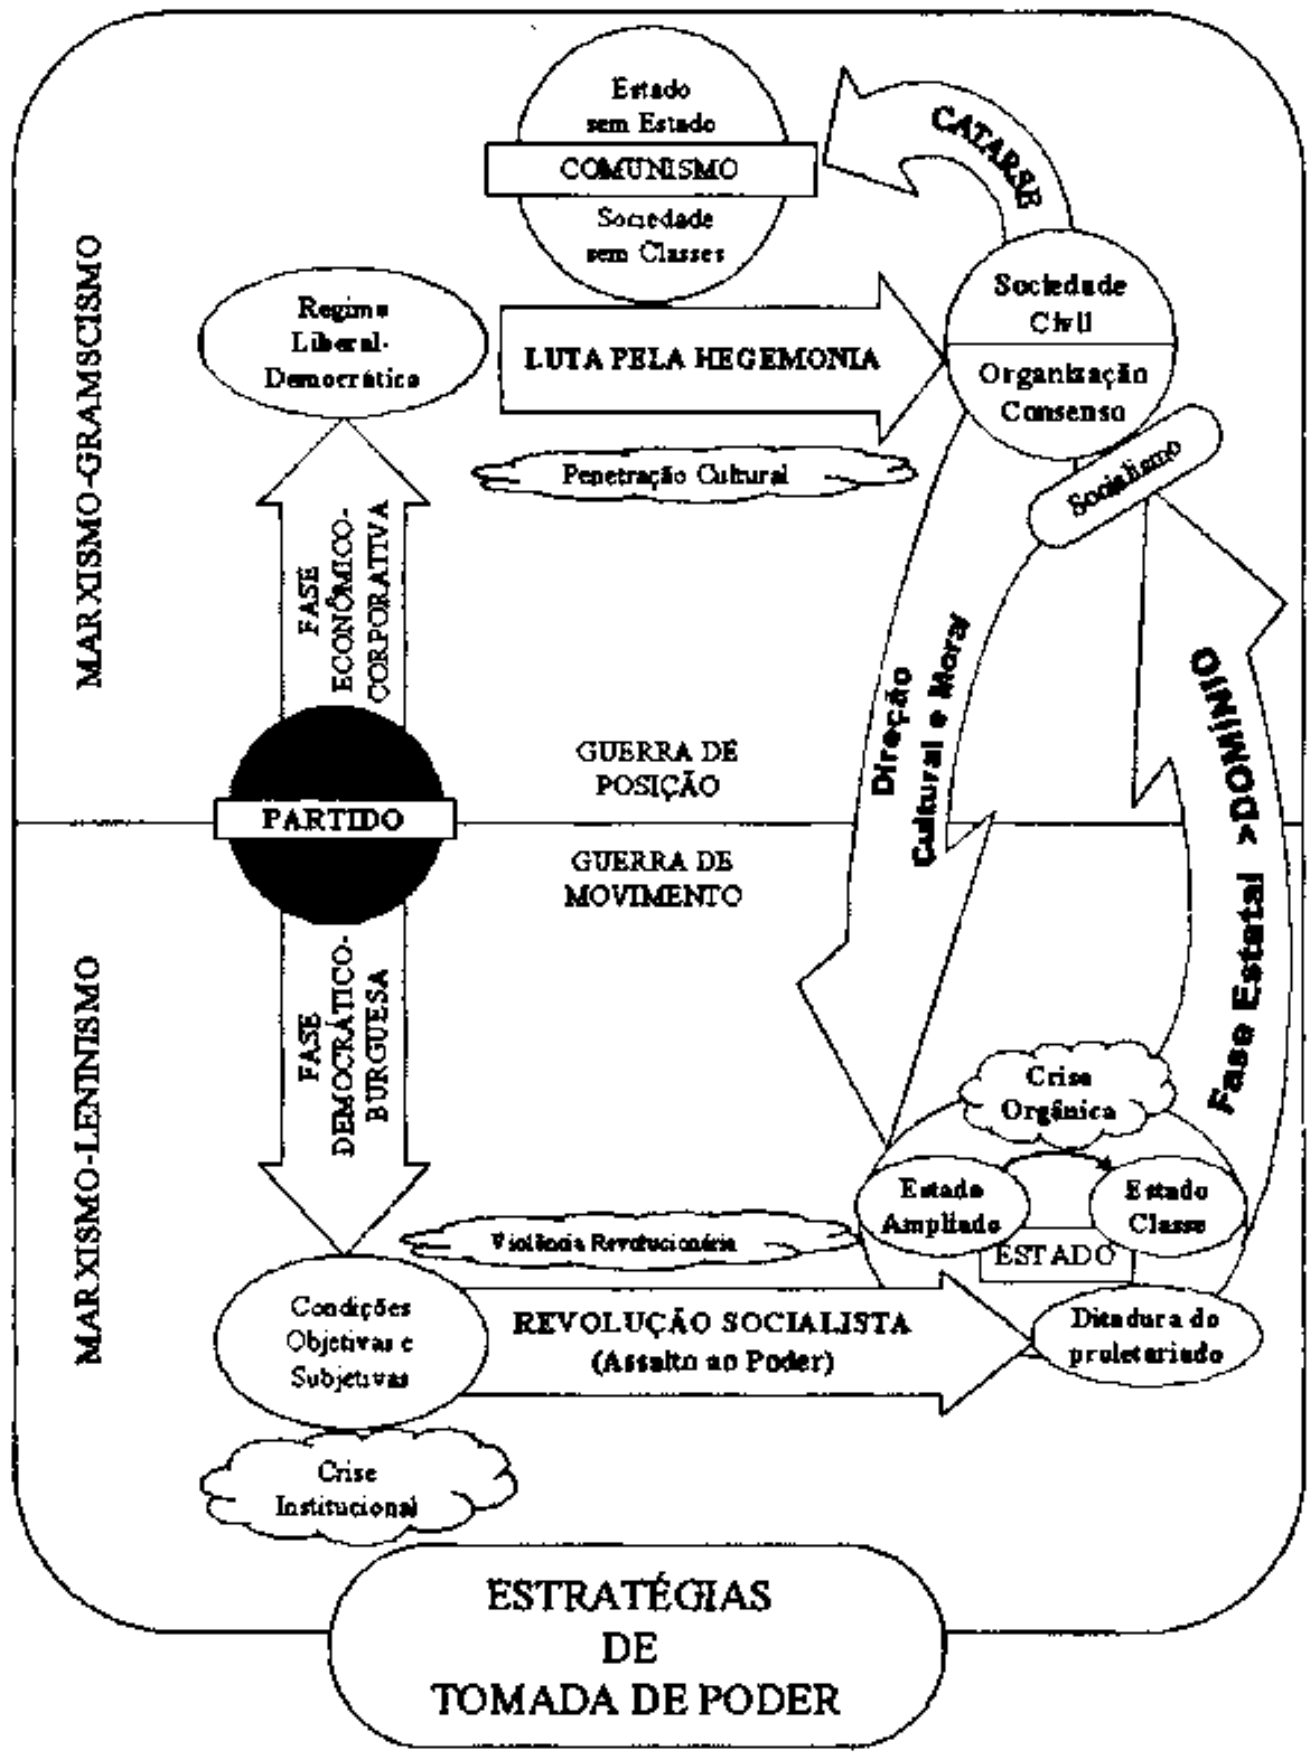 Estado
sem Estado
COMUNISMO
Sociedade
sem Classes
CATARSE
MARXISMO-GRAMSCISMO
Regime
Liberal-
Democrático
LUTA PELA HEGEMONIA
Sociedade
Civil
Organização
Consenso
Penetração Cultural
Socialismo
FASE
ECONÔMICO-
CORPORATIVA
Direção
Cultural e Moral
Fase Estatal >DOMÍNIO
GUERRA DE
POSIÇÃO
PARTIDO
GUERRA DE
MOVIMENTO
MARXISMO-LENINISMO
FASE
DEMOCRÁTICO-
BURGUESA
Crise
Orgânica
Estado
Ampliado
Estado
Classe
ESTADO
Violência Revolucionária
Condições
Objetivas e
Subjetivas
REVOLUÇÃO SOCIALISTA
(Assalto ao Poder)
Ditadura do
proletariado
Crise
Institucional
ESTRATÉGIAS
DE
TOMADA DE PODER